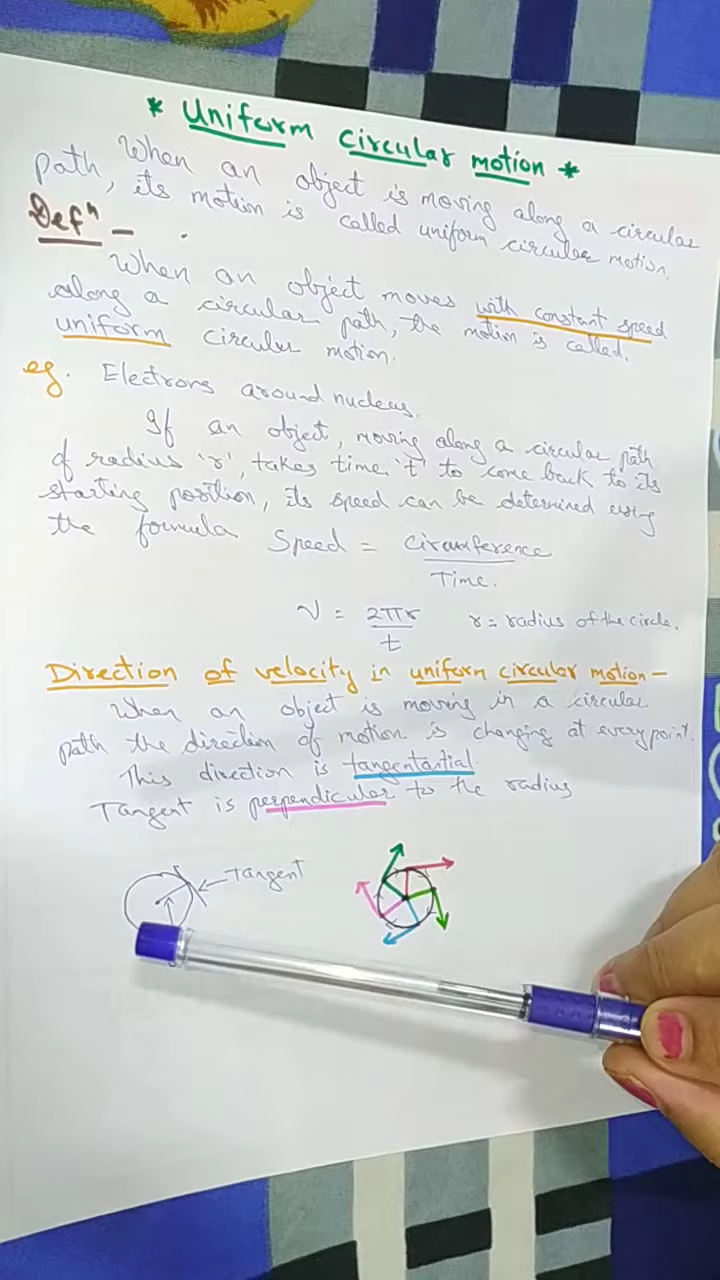 * Uniform Circular motion *
When an object is moving along a circular
path, its motion is called uniform circular motion.
Defⁿ -
When an object moves with constant speed
along a circular path, the motion is called.
uniform circular motion.
eg. Electrons around nucleus.
If an object, moving along a circular path
of radius 'r', takes time 't' to come back to its
starting position, its speed can be determined using
the formula Speed = Circumference
Time.
V = 2πr r = radius of the circle.
t
Direction of velocity in uniform circular motion-
When an object is moving in a circular
path the direction of motion is changing at every point.
This direction is tangentantial
Tangent is perpendicular to the radius
Tangent